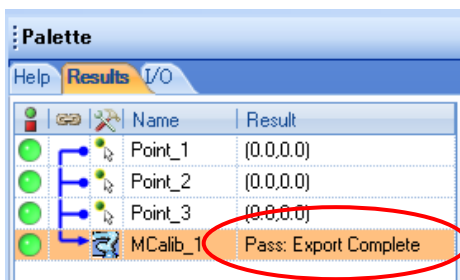 Palette
Help Results I/O
Name Result
Point_1 (0.0,0.0)
Point_2 (0.0,0.0)
Point_3 (0.0,0.0)
MCalib_1 Pass: Export Complete